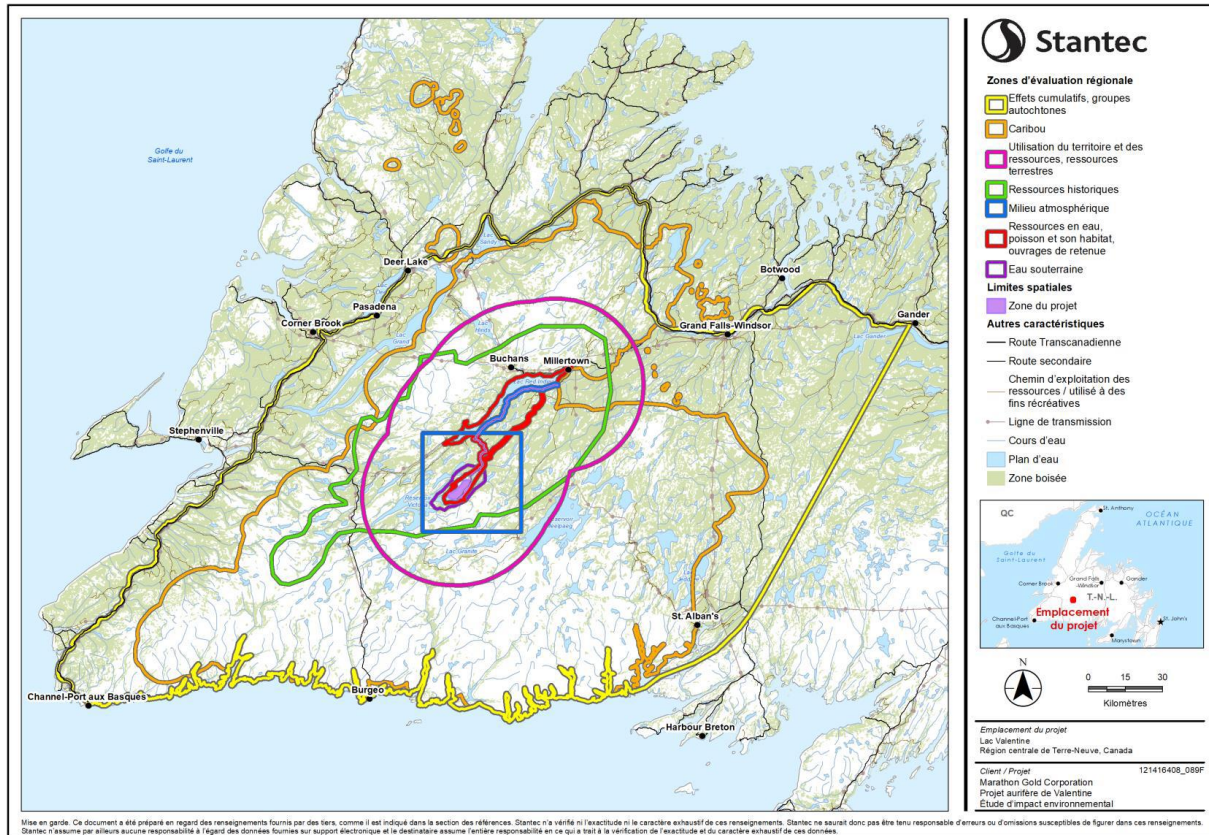 Golfe du
Saint-Laurent
Lac
Sandy
Deer Lake
Botwood
Pasadena
Corner Brook
Grand Falls-Windsor
Gander
Lac Gander
Lac
Grand
Lac
Hinds
Buchans
Millertown
Stephenville
Lac Granite
St. Alban's
Channel-Port aux Basques
Burgeo
Harbour Breton
Stantec
Zones d'évaluation régionale
Effets cumulatifs, groupes
autochtones
Caribou
Utilisation du territoire et des
ressources, ressources
terrestres
Ressources historiques
Milieu atmosphérique
Ressources en eau,
poisson et son habitat,
ouvrages de retenue
Eau souterraine
Limites spatiales
Zone du projet
Autres caractéristiques
Route Transcanadienne
Route secondaire
Chemin d'exploitation des
ressources / utilisé à des
fins récréatives
Ligne de transmission
Cours d'eau
Plan d'eau
Zone boisée
QC
St. Anthony
OCÉAN
ATLANTIQUE
Golfe du
Saint-Laurent
Corner Brook
Grand Falls
-Windsor
Gander
T.-N.-L.
Emplacement
du projet
Channel-Port
aux Basques
St. John's
Marystown
N
0 15 30
Kilomètres
Emplacement du projet
Lac Valentine
Région centrale de Terre-Neuve, Canada
Client / Projet 121416408_089F
Marathon Gold Corporation
Projet aurifère de Valentine
Étude d'impact environnemental
Mise en garde. Ce document a été préparé en regard des renseignements fournis par des tiers, comme il est indiqué dans la section des références. Stantec n'a vérifié ni l'exactitude ni le caractère exhaustif de ces renseignements. Stantec ne saurait donc pas être tenu responsable d'erreurs ou d'omissions susceptibles de figurer dans ces renseignements.
Stantec n'assume par ailleurs aucune responsabilité à l'égard des données fournies sur support électronique et le destinataire assume l'entière responsabilité en ce qui a trait à la vérification de l'exactitude et du caractère exhaustif de ces données.